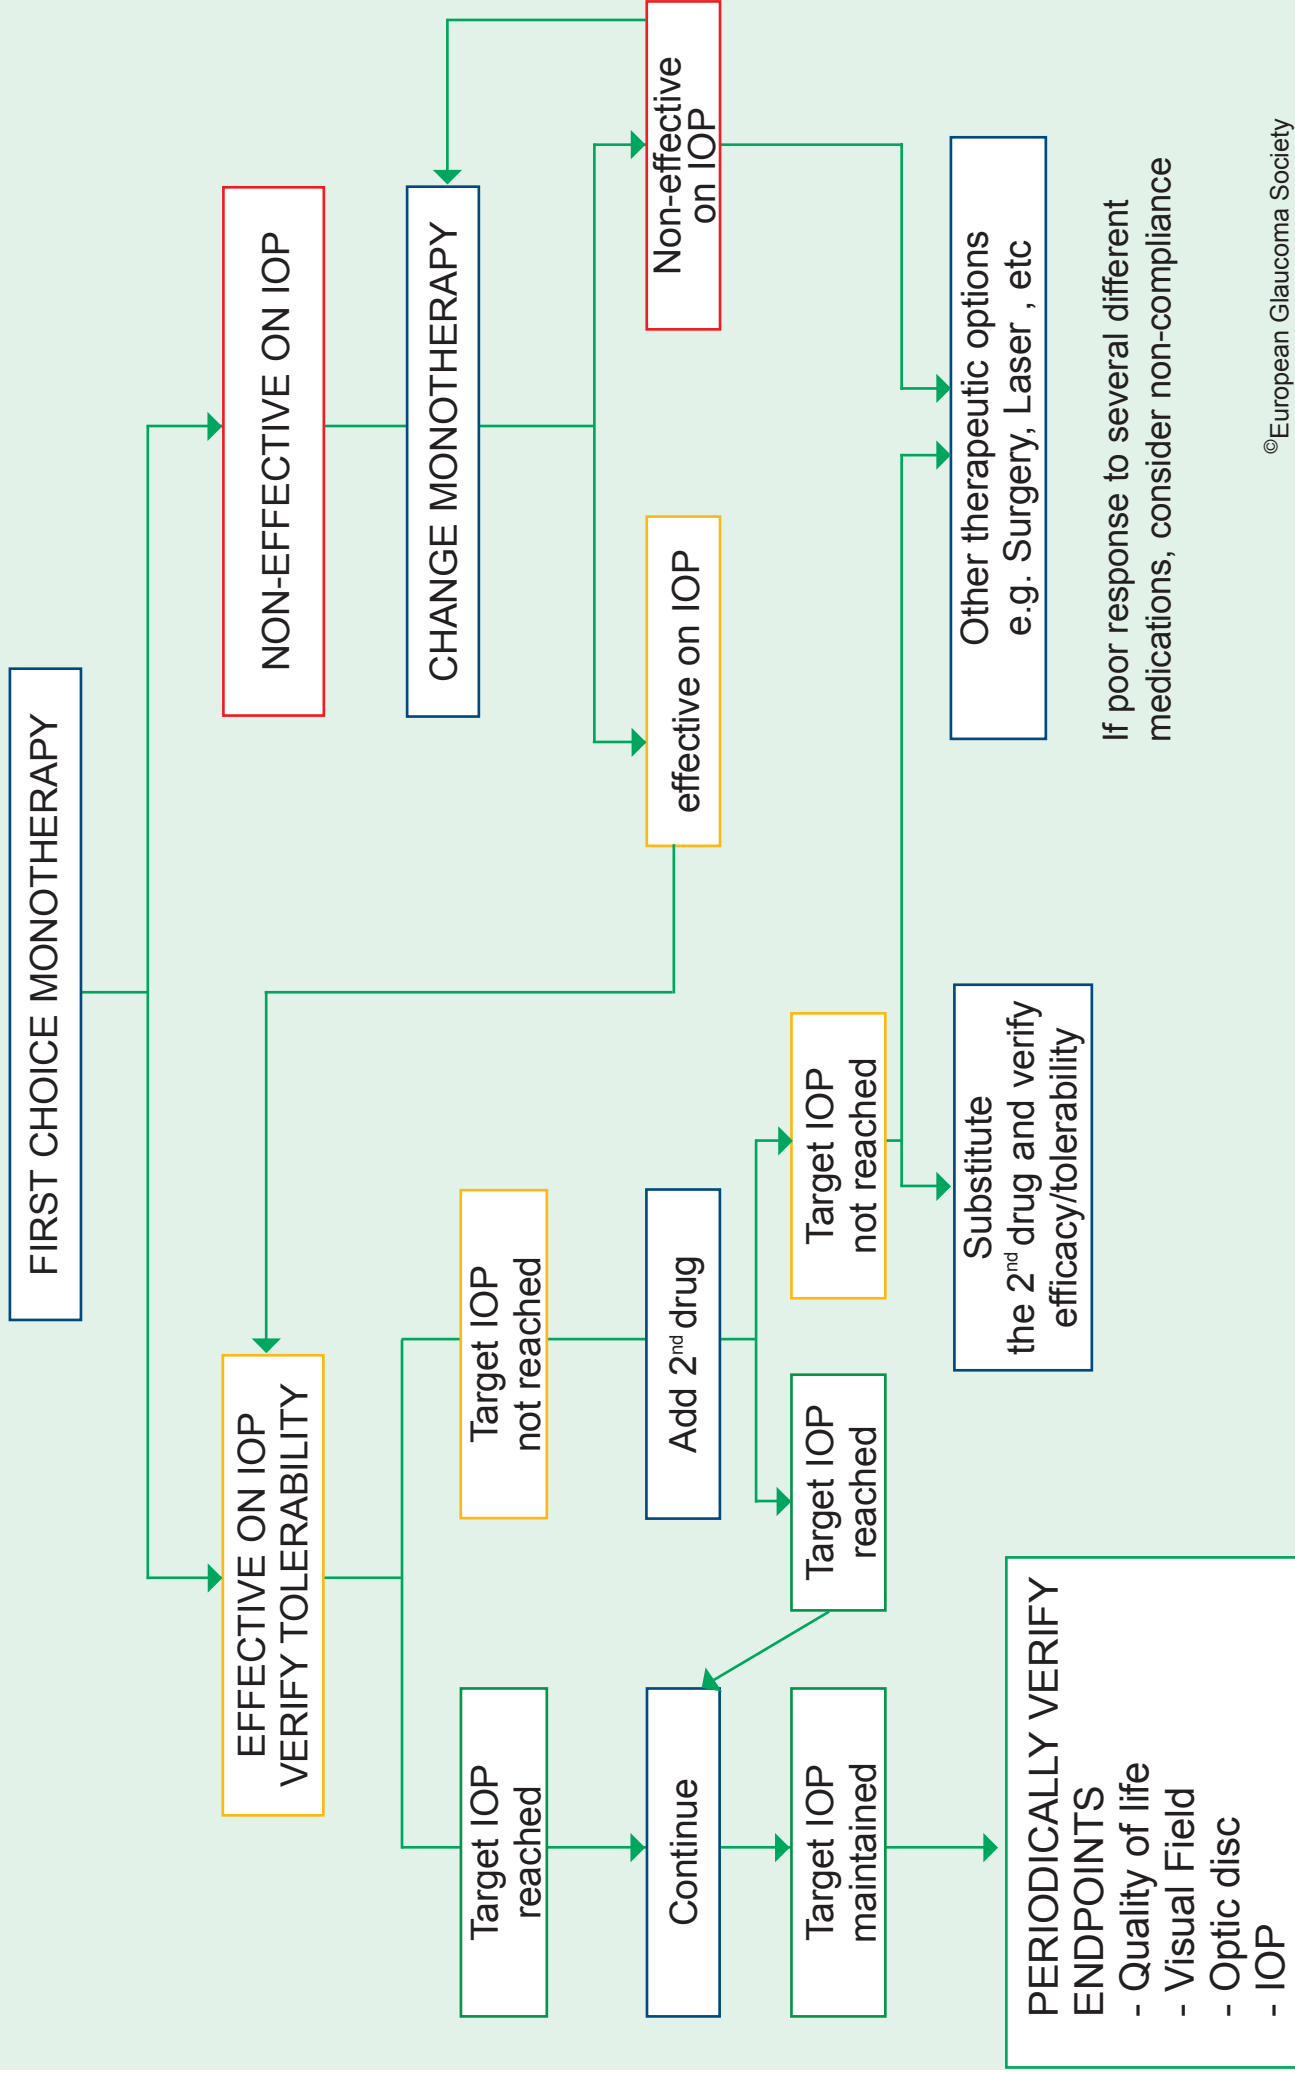 FIRST CHOICE MONOTHERAPY
EFFECTIVE ON IOP
VERIFY TOLERABILITY
NON-EFFECTIVE ON IOP
Target IOP
reached
Target IOP
not reached
CHANGE MONOTHERAPY
Continue
Add 2nd drug
effective on IOP
Non-effective
on IOP
Target IOP
maintained
Target IOP
reached
Target IOP
not reached
PERIODICALLY VERIFY
ENDPOINTS
- Quality of life
- Visual Field
- Optic disc
- IOP
Substitute
the 2nd drug and verify
efficacy/tolerability
Other therapeutic options
e.g. Surgery, Laser , etc
If poor response to several different
medications, consider non-compliance
©European Glaucoma Society